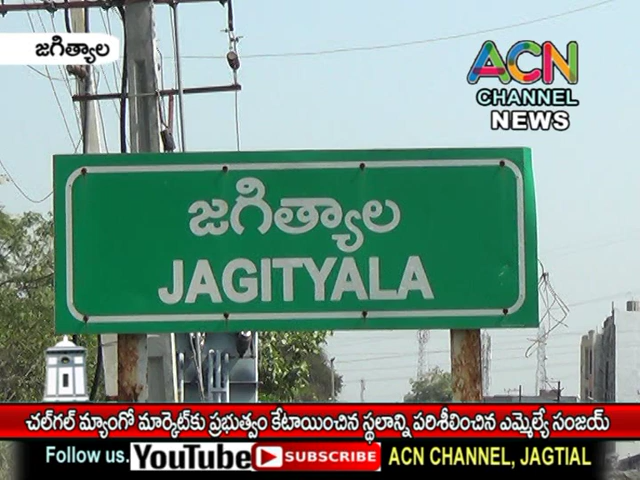 జగిత్యాల
ACN
CHANNEL
NEWS
జగిత్యాల
JAGITYALA
చల్‌గల్ మ్యాంగో మార్కెట్‌కు ప్రభుత్వం కేటాయించిన స్థలాన్ని పరిశీలించిన ఎమ్మెల్యే సంజయ్
Follow us. YouTube SUBSCRIBE ACN CHANNEL, JAGTIAL